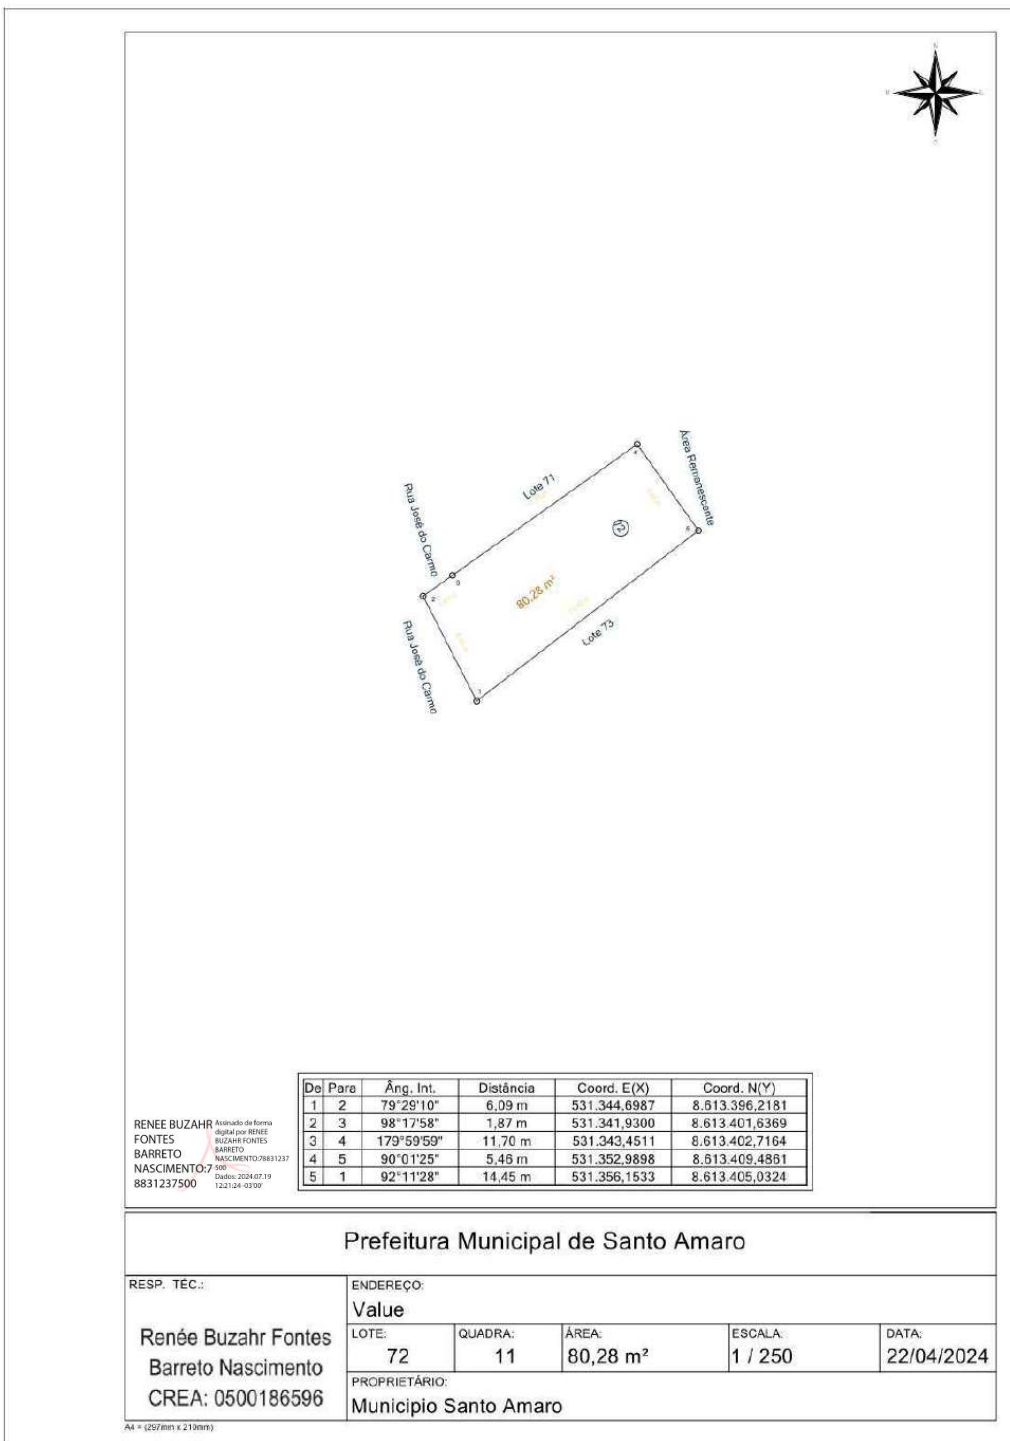 N
Lote 71
Área Remanescente
Rua José do Carmo
80,28 m²
Lote 73
Rua José do Carmo
4
3
2
1
De Para Âng. Int. Distância Coord. E(X) Coord. N(Y)
1 2 79°29'10" 6,09 m 531.344,6987 8.613.396,2181
2 3 98°17'58" 1,87 m 531.341,9300 8.613.401,6369
3 4 179°59'59" 11,70 m 531.343,4511 8.613.402,7164
4 5 90°01'25" 5,46 m 531.352,9898 8.613.409,4861
5 1 92°11'28" 14,45 m 531.356,1533 8.613.405,0324
RENEE BUZAHR
FONTES
BARRETO
NASCIMENTO:7
8831237500
Assinado de forma
digital por RENEE
BUZAHR FONTES
BARRETO
NASCIMENTO:78831237
500
Dados: 2024.07.19
12:21:24 -03'00'
Prefeitura Municipal de Santo Amaro
RESP. TÉC.:
Renée Buzahr Fontes
Barreto Nascimento
CREA: 0500186596
ENDEREÇO:
Value
LOTE: QUADRA: ÁREA: ESCALA: DATA:
72 11 80,28 m² 1 / 250 22/04/2024
PROPRIETÁRIO:
Municipio Santo Amaro
A4 = (297mm x 210mm)